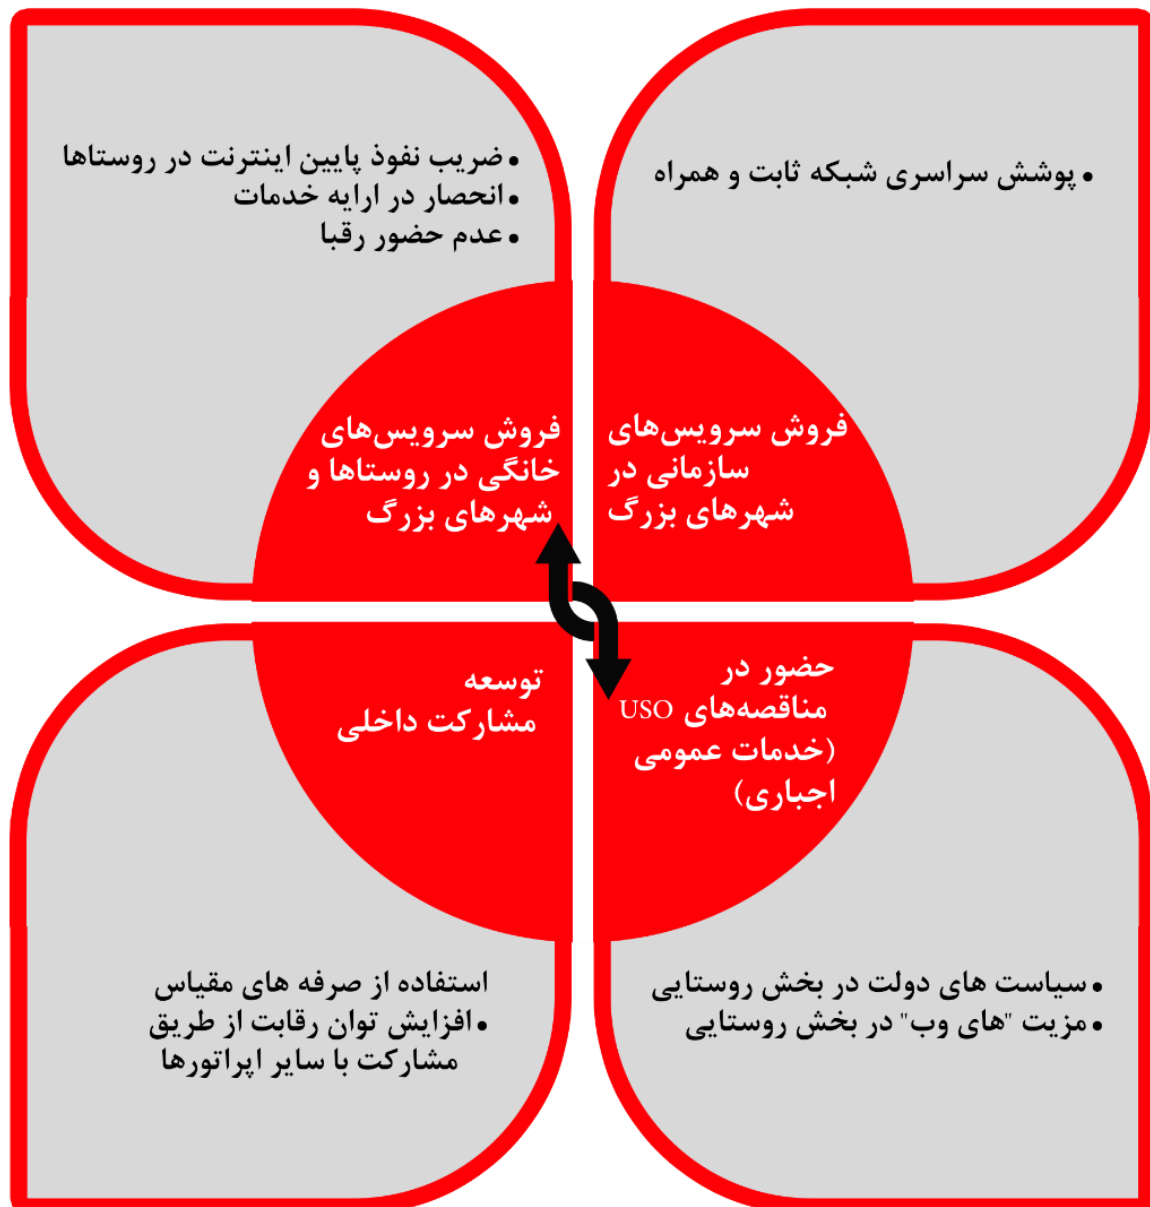 • پوشش سراسری شبکه ثابت و همراه
فروش سرویس‌های
سازمانی در
شهرهای بزرگ
• ضریب نفوذ پایین اینترنت در روستاها
• انحصار در ارایه خدمات
• عدم حضور رقبا
فروش سرویس‌های
خانگی در روستاها و
شهرهای بزرگ
حضور در
مناقصه‌های USO
(خدمات عمومی
اجباری)
• سیاست های دولت در بخش روستایی
• مزیت "های وب" در بخش روستایی
توسعه
مشارکت داخلی
استفاده از صرفه های مقیاس
• افزایش توان رقابت از طریق
مشارکت با سایر اپراتورها